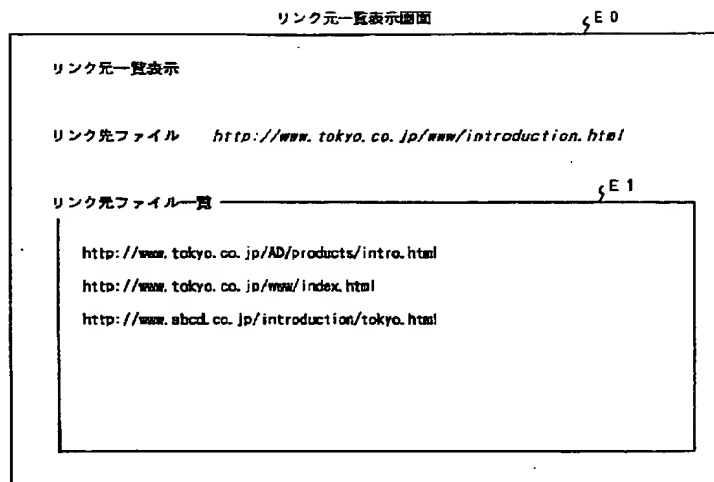 リンク元一覧表示画面 E0
リンク元一覧表示
リンク先ファイル http://www.tokyo.co.jp/www/introduction.html
E1
リンク元ファイル一覧
http://www.tokyo.co.jp/AD/products/intro.html
http://www.tokyo.co.jp/www/index.html
http://www.abcd.co.jp/introduction/tokyo.html